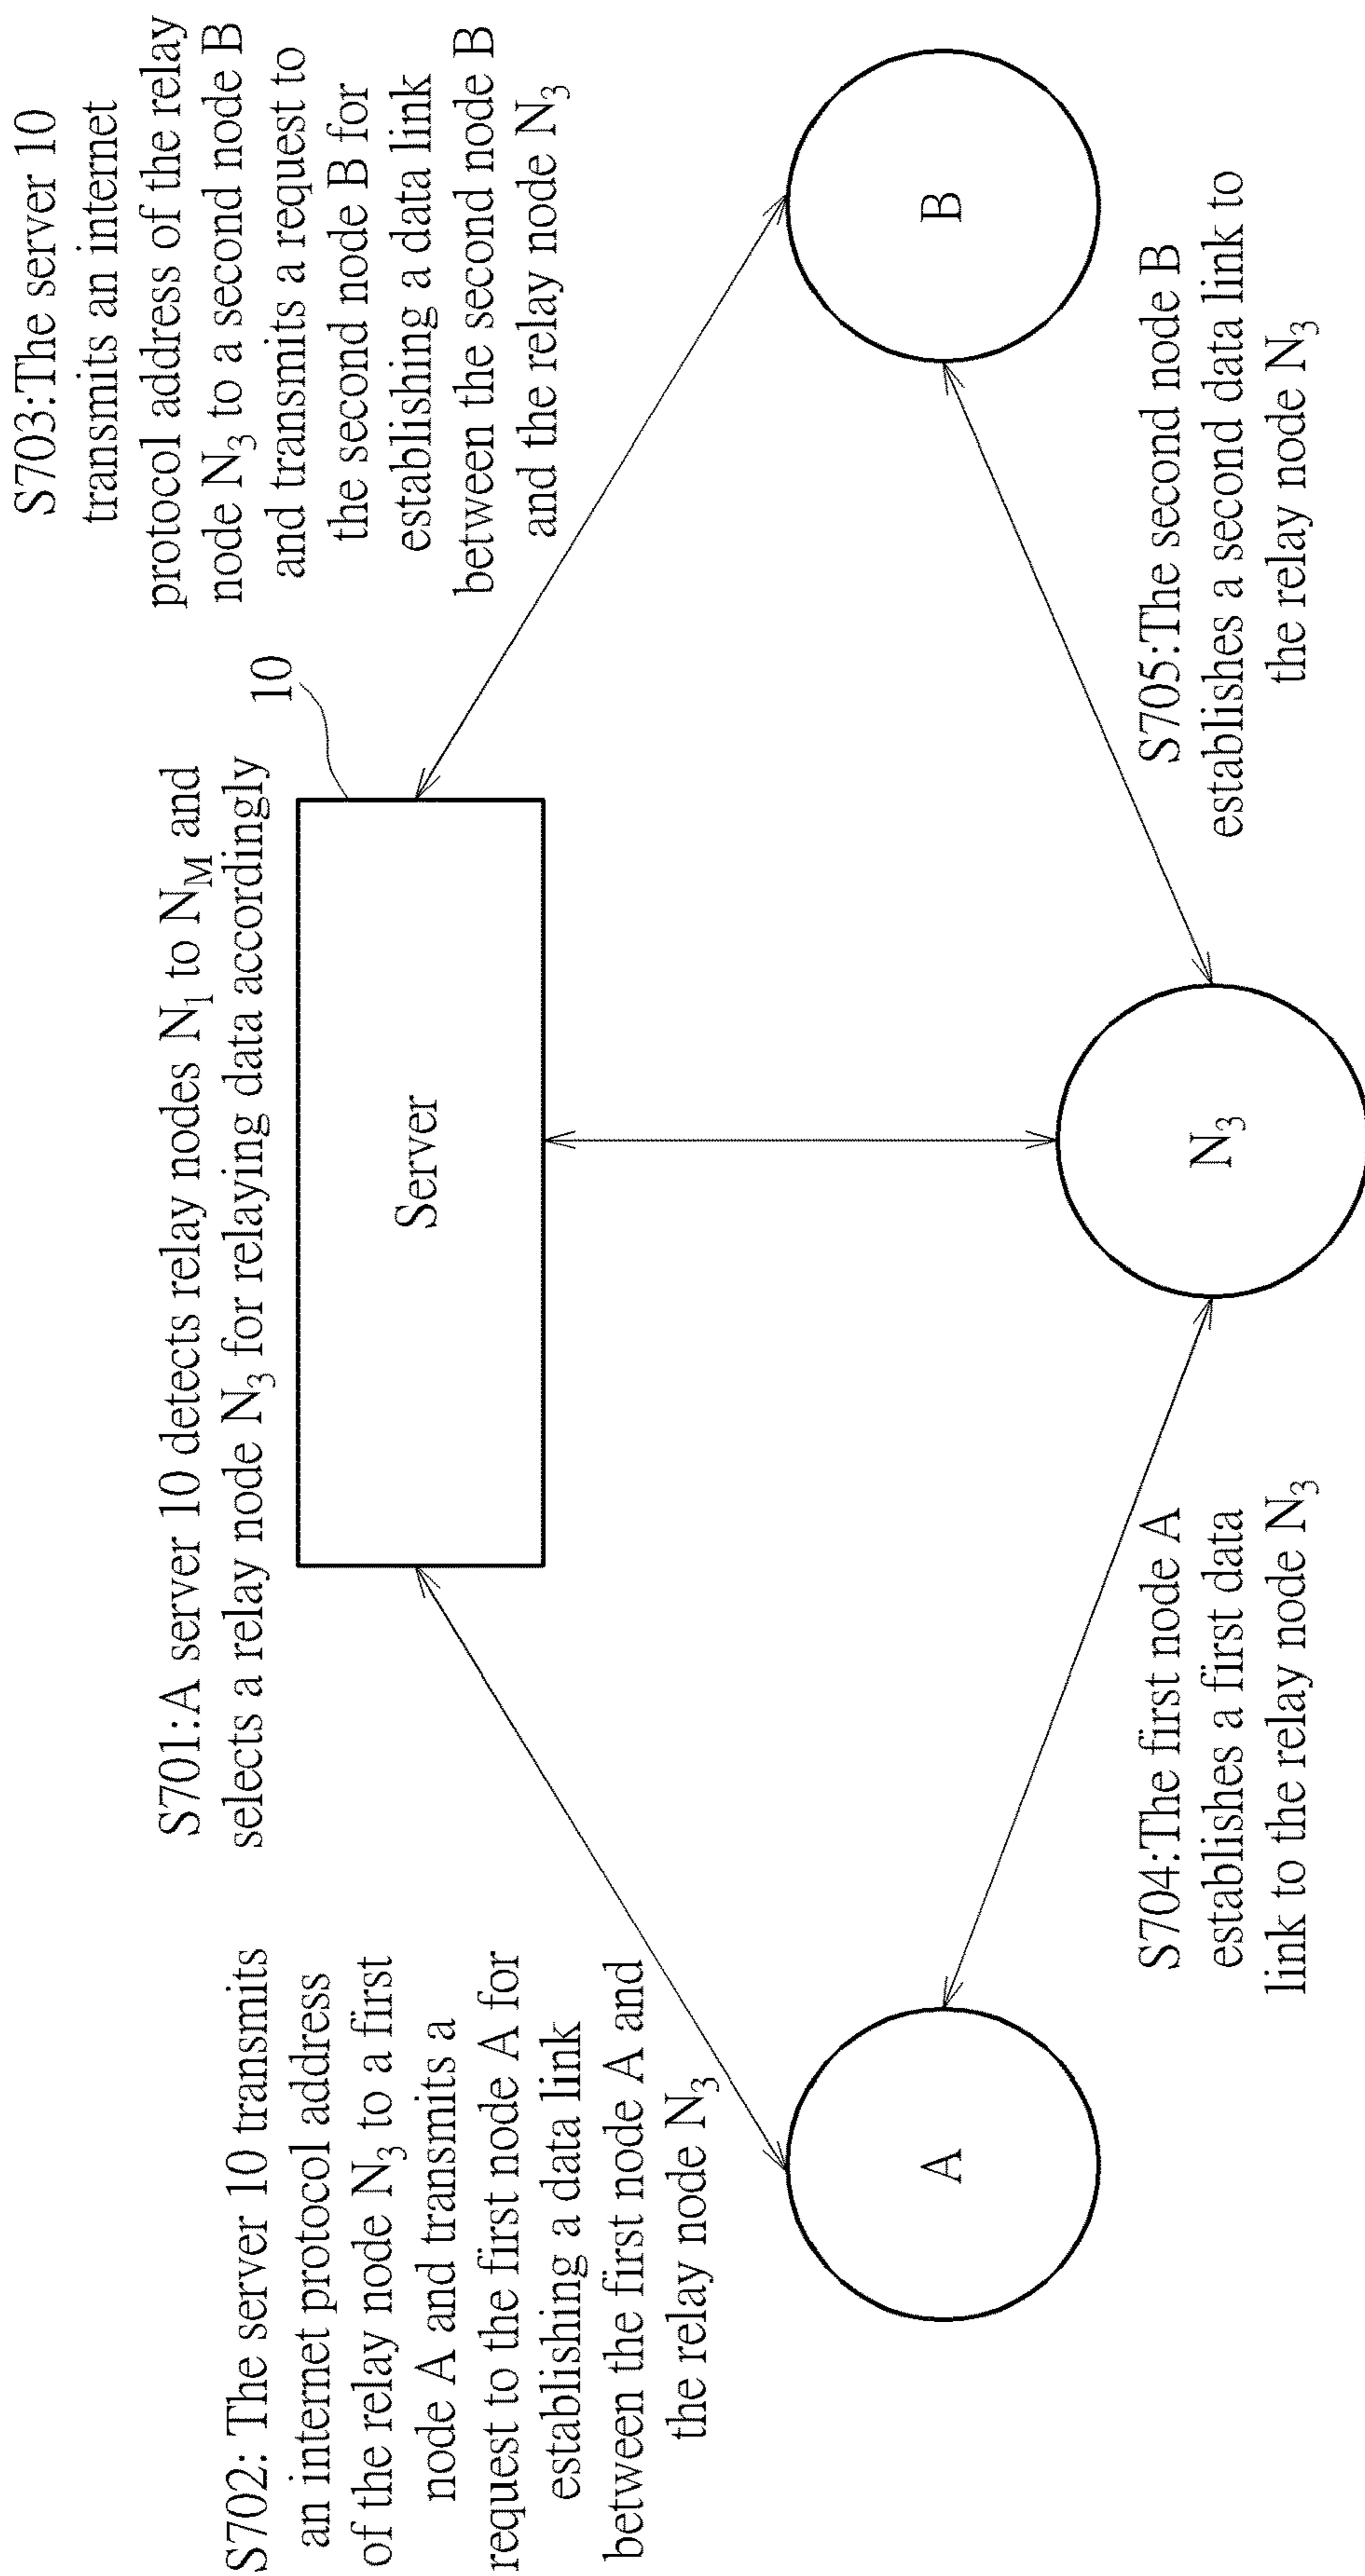 S702: The server 10 transmits
an internet protocol address
of the relay node N3 to a first
node A and transmits a
request to the first node A for
establishing a data link
between the first node A and
the relay node N3
S701:A server 10 detects relay nodes N1 to NM and
selects a relay node N3 for relaying data accordingly
10
Server
S703:The server 10
transmits an internet
protocol address of the relay
node N3 to a second node B
and transmits a request to
the second node B for
establishing a data link
between the second node B
and the relay node N3
A
B
N3
S704:The first node A
establishes a first data
link to the relay node N3
S705:The second node B
establishes a second data link to
the relay node N3